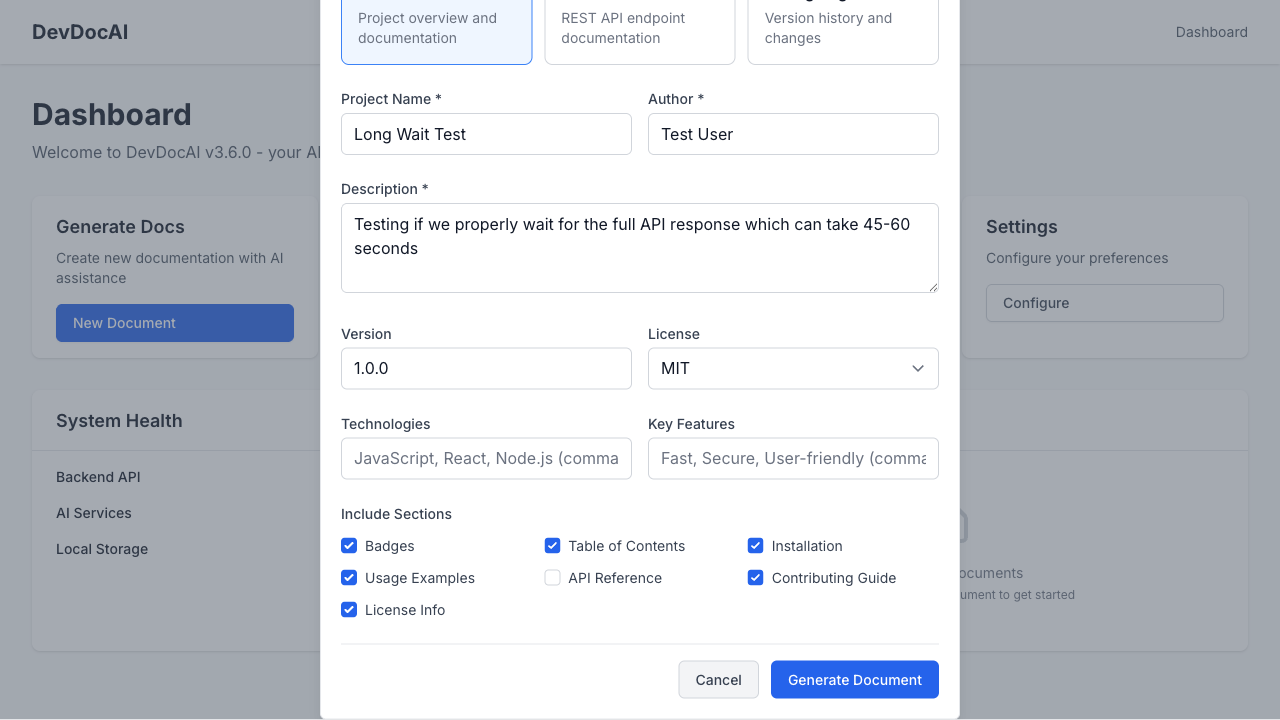 DevDocAI
Dashboard
Dashboard
Welcome to DevDocAI v3.6.0 - your AI
Generate Docs
Create new documentation with AI
assistance
New Document
Settings
Configure your preferences
Configure
System Health
Backend API
AI Services
Local Storage
ocuments
ument to get started
Project overview and
documentation
REST API endpoint
documentation
Version history and
changes
Project Name *
Long Wait Test
Author *
Test User
Description *
Testing if we properly wait for the full API response which can take 45-60
seconds
Version
1.0.0
License
MIT
Technologies
JavaScript, React, Node.js (comma
Key Features
Fast, Secure, User-friendly (comma
Include Sections
Badges
Table of Contents
Installation
Usage Examples
API Reference
Contributing Guide
License Info
Cancel
Generate Document